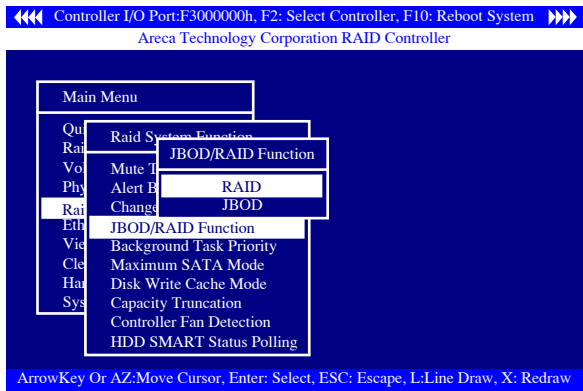 Controller I/O Port:F3000000h, F2: Select Controller, F10: Reboot System
Areca Technology Corporation RAID Controller
Main Menu
Qui
Rai
Vol
Phy
Rai
Eth
Vie
Cle
Har
Sys
Raid System Function
Mute T
Alert B
Change
JBOD/RAID Function
Background Task Priority
Maximum SATA Mode
Disk Write Cache Mode
Capacity Truncation
Controller Fan Detection
HDD SMART Status Polling
JBOD/RAID Function
RAID
JBOD
ArrowKey Or AZ:Move Cursor, Enter: Select, ESC: Escape, L:Line Draw, X: Redraw